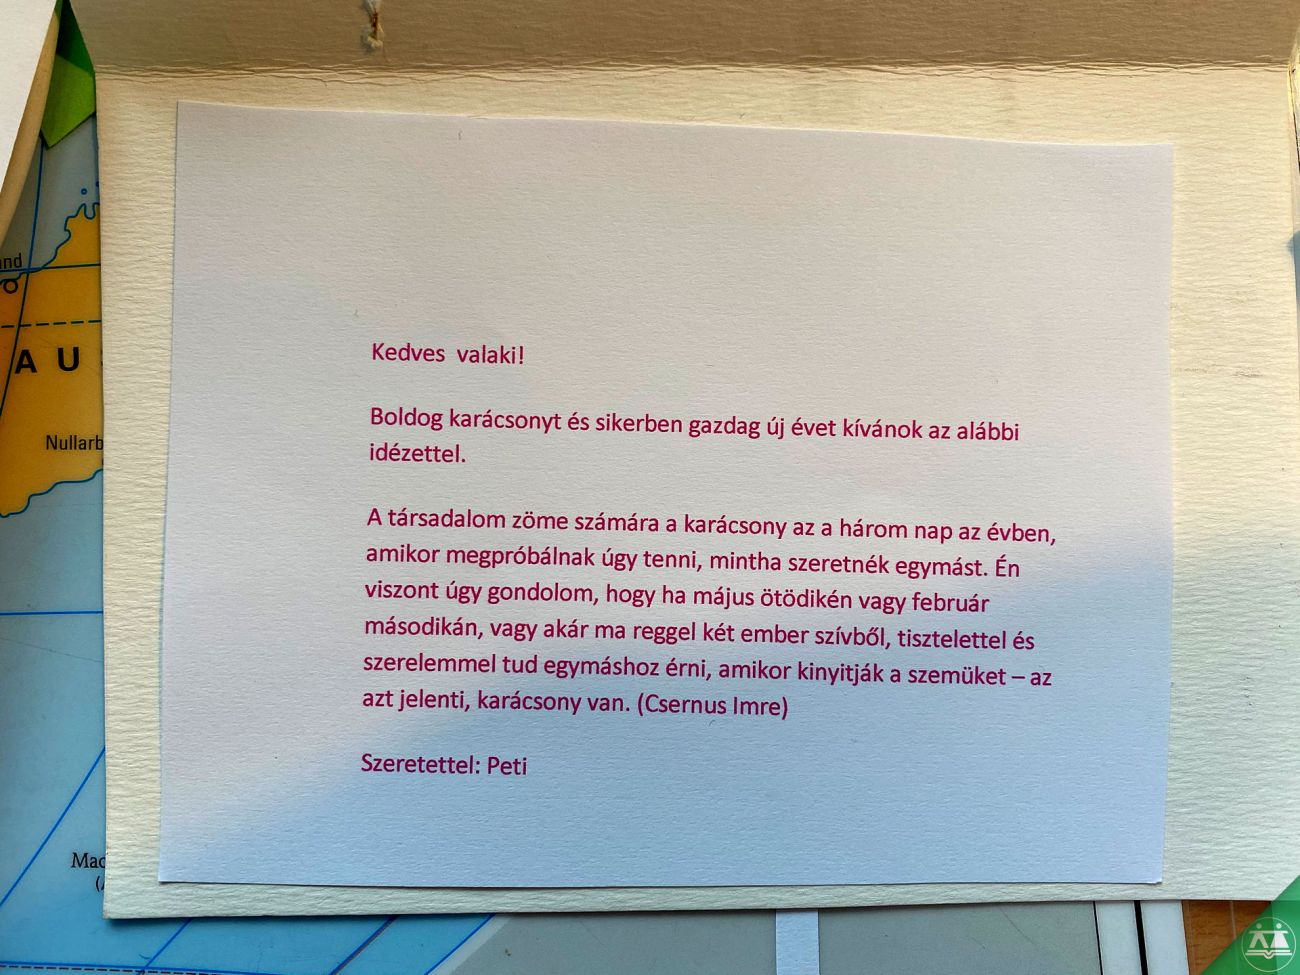 Kedves  valaki!
Boldog karácsonyt és sikerben gazdag új évet kívánok az alábbi
idézettel.
A társadalom zöme számára a karácsony az a három nap az évben,
amikor megpróbálnak úgy tenni, mintha szeretnék egymást. Én
viszont úgy gondolom, hogy ha május ötödikén vagy február
másodikán, vagy akár ma reggel két ember szívből, tisztelettel és
szerelemmel tud egymáshoz érni, amikor kinyitják a szemüket – az
azt jelenti, karácsony van. (Csernus Imre)
Szeretettel: Peti
and
AUS
Nullarb
Mad